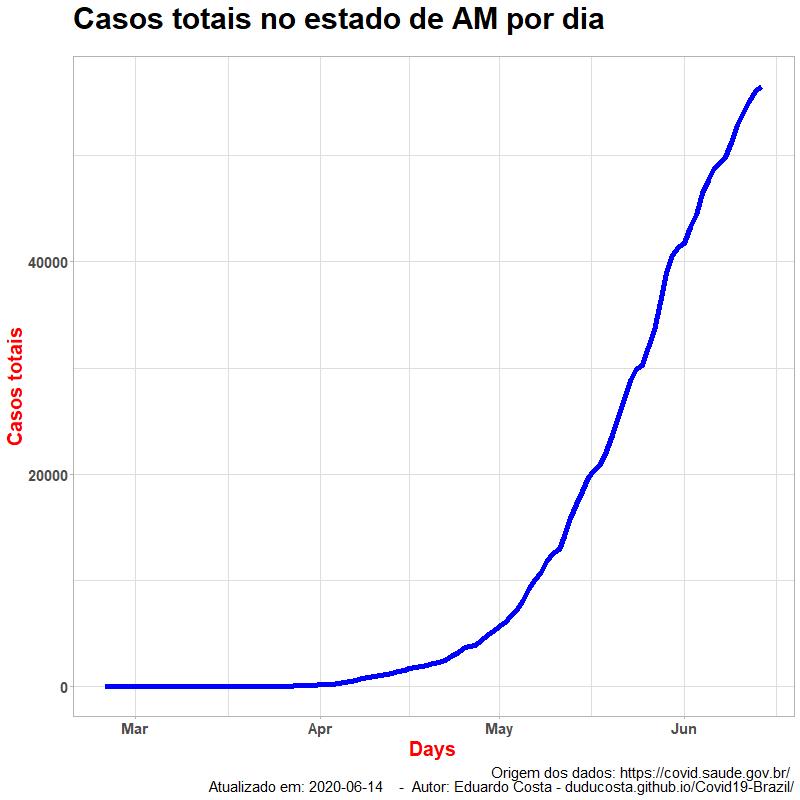 Casos totais no estado de AM por dia
Casos totais
40000
20000
0
Mar Apr May Jun
Days
Origem dos dados: https://covid.saude.gov.br/
Atualizado em: 2020-06-14 - Autor: Eduardo Costa - duducosta.github.io/Covid19-Brazil/